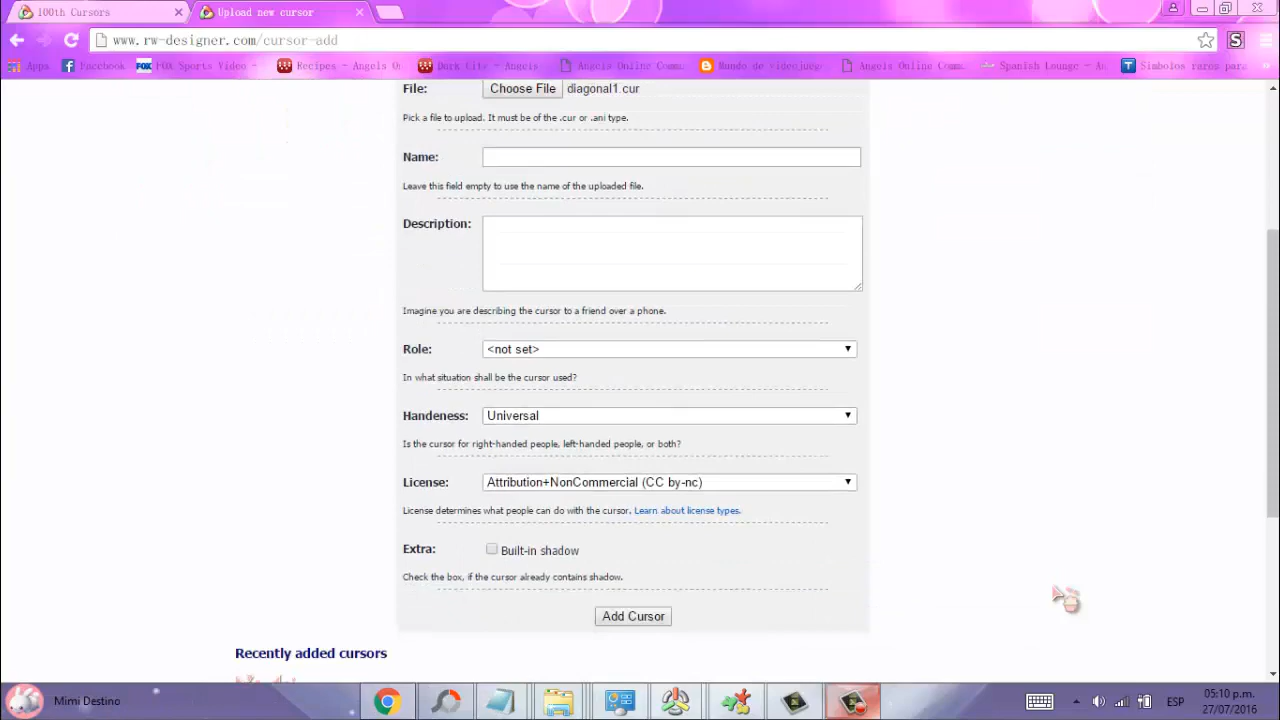 100th Cursors
Upload new cursor
www.rw-designer.com/cursor-add
Apps
Facebook
FOX Sports Video -
Recipes - Angels On
Dark City - Angels
Angels Online Commu
Mundo de videojueg
Angels Online Commu
Spanish Lounge - An
Simbolos raros para
File:
Choose File
diagonal1.cur
Pick a file to upload. It must be of the .cur or .ani type.
Name:
Leave this field empty to use the name of the uploaded file.
Description:
Imagine you are describing the cursor to a friend over a phone.
Role:
<not set>
In what situation shall be the cursor used?
Handeness:
Universal
Is the cursor for right-handed people, left-handed people, or both?
License:
Attribution+NonCommercial (CC by-nc)
License determines what people can do with the cursor. Learn about license types.
Extra:
Built-in shadow
Check the box, if the cursor already contains shadow.
Add Cursor
Recently added cursors
Mimi Destino
ESP
05:10 p.m.
27/07/2016